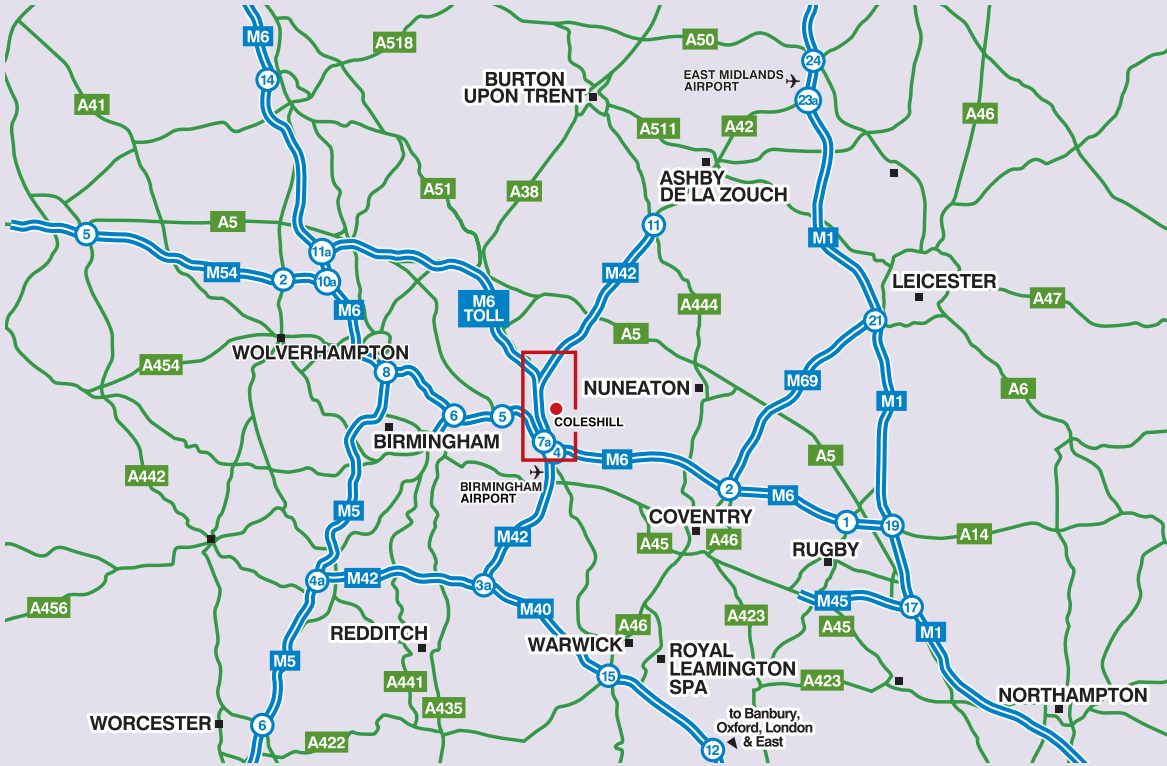 M6
A518
A50
24
14
BURTON
UPON TRENT
EAST MIDLANDS
AIRPORT
23a
A41
A46
A511
A42
ASHBY
DE LA ZOUCH
A51
A38
A5
5
11
M1
11a
M54
2
10a
M42
LEICESTER
M6
M6
TOLL
A444
A47
21
A5
WOLVERHAMPTON
A454
8
M69
NUNEATON
A6
M1
6
5
COLESHILL
BIRMINGHAM
7a
4
M6
A5
A442
BIRMINGHAM
AIRPORT
2
M6
M5
COVENTRY
1
19
M42
A45
A46
RUGBY
A14
4a
M42
3a
A456
M40
M45
17
A423
A46
A45
M1
REDDITCH
WARWICK
ROYAL
LEAMINGTON
SPA
M5
15
A441
A423
NORTHAMPTON
A435
WORCESTER
6
to Banbury,
Oxford, London
& East
A422
12